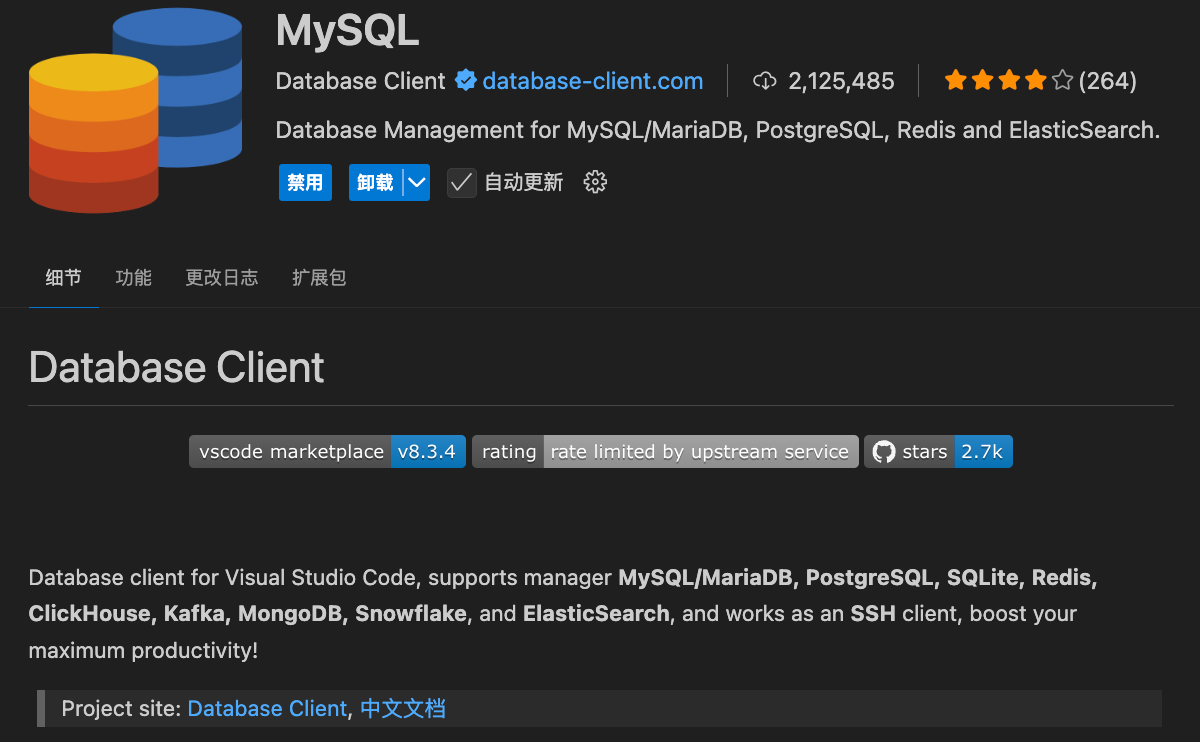 MySQL
Database Client database-client.com 2,125,485 (264)
Database Management for MySQL/MariaDB, PostgreSQL, Redis and ElasticSearch.
禁用 卸载 自动更新
细节 功能 更改日志 扩展包
Database Client
vscode marketplace v8.3.4 rating rate limited by upstream service stars 2.7k
Database client for Visual Studio Code, supports manager MySQL/MariaDB, PostgreSQL, SQLite, Redis,
ClickHouse, Kafka, MongoDB, Snowflake, and ElasticSearch, and works as an SSH client, boost your
maximum productivity!
Project site: Database Client, 中文文档